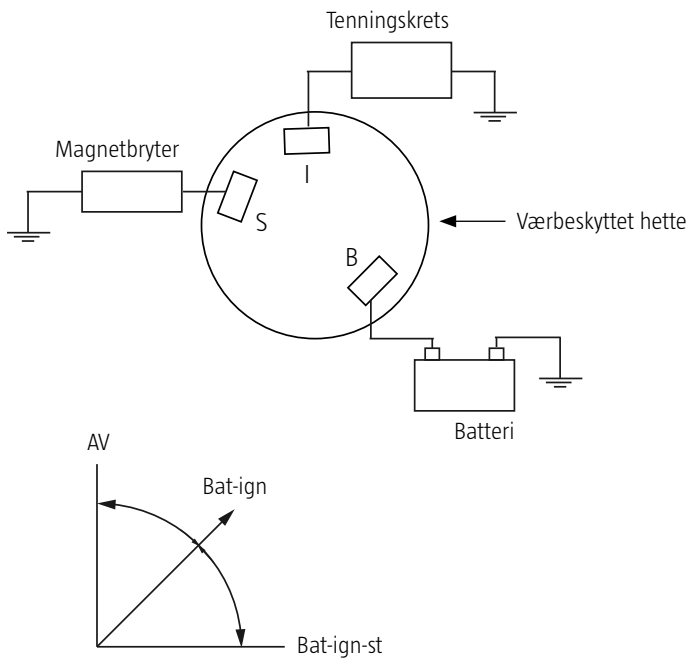 Tenningskrets
Magnetbryter
I
S
Værbeskyttet hette
B
Batteri
AV
Bat-ign
Bat-ign-st